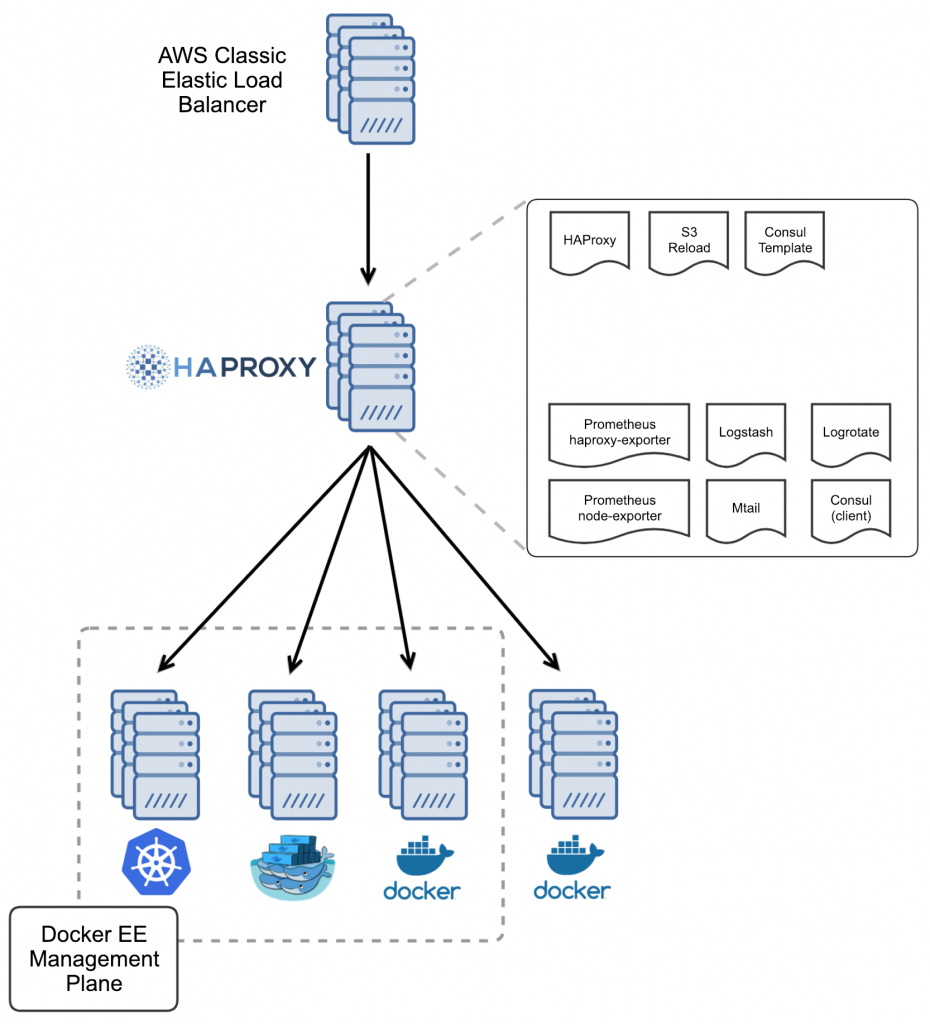 AWS Classic
Elastic Load
Balancer
HAProxy
S3
Reload
Consul
Template
HAPROXY
Prometheus
haproxy-exporter
Logstash
Logrotate
Prometheus
node-exporter
Mtail
Consul
(client)
docker
docker
Docker EE
Management
Plane